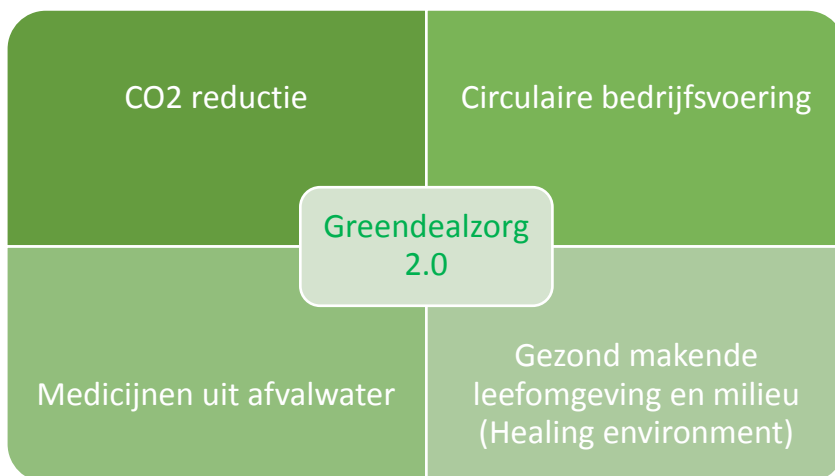 CO2 reductie
Circulaire bedrijfsvoering
Greendealzorg
2.0
Medicijnen uit afvalwater
Gezond makende
leefomgeving en milieu
(Healing environment)